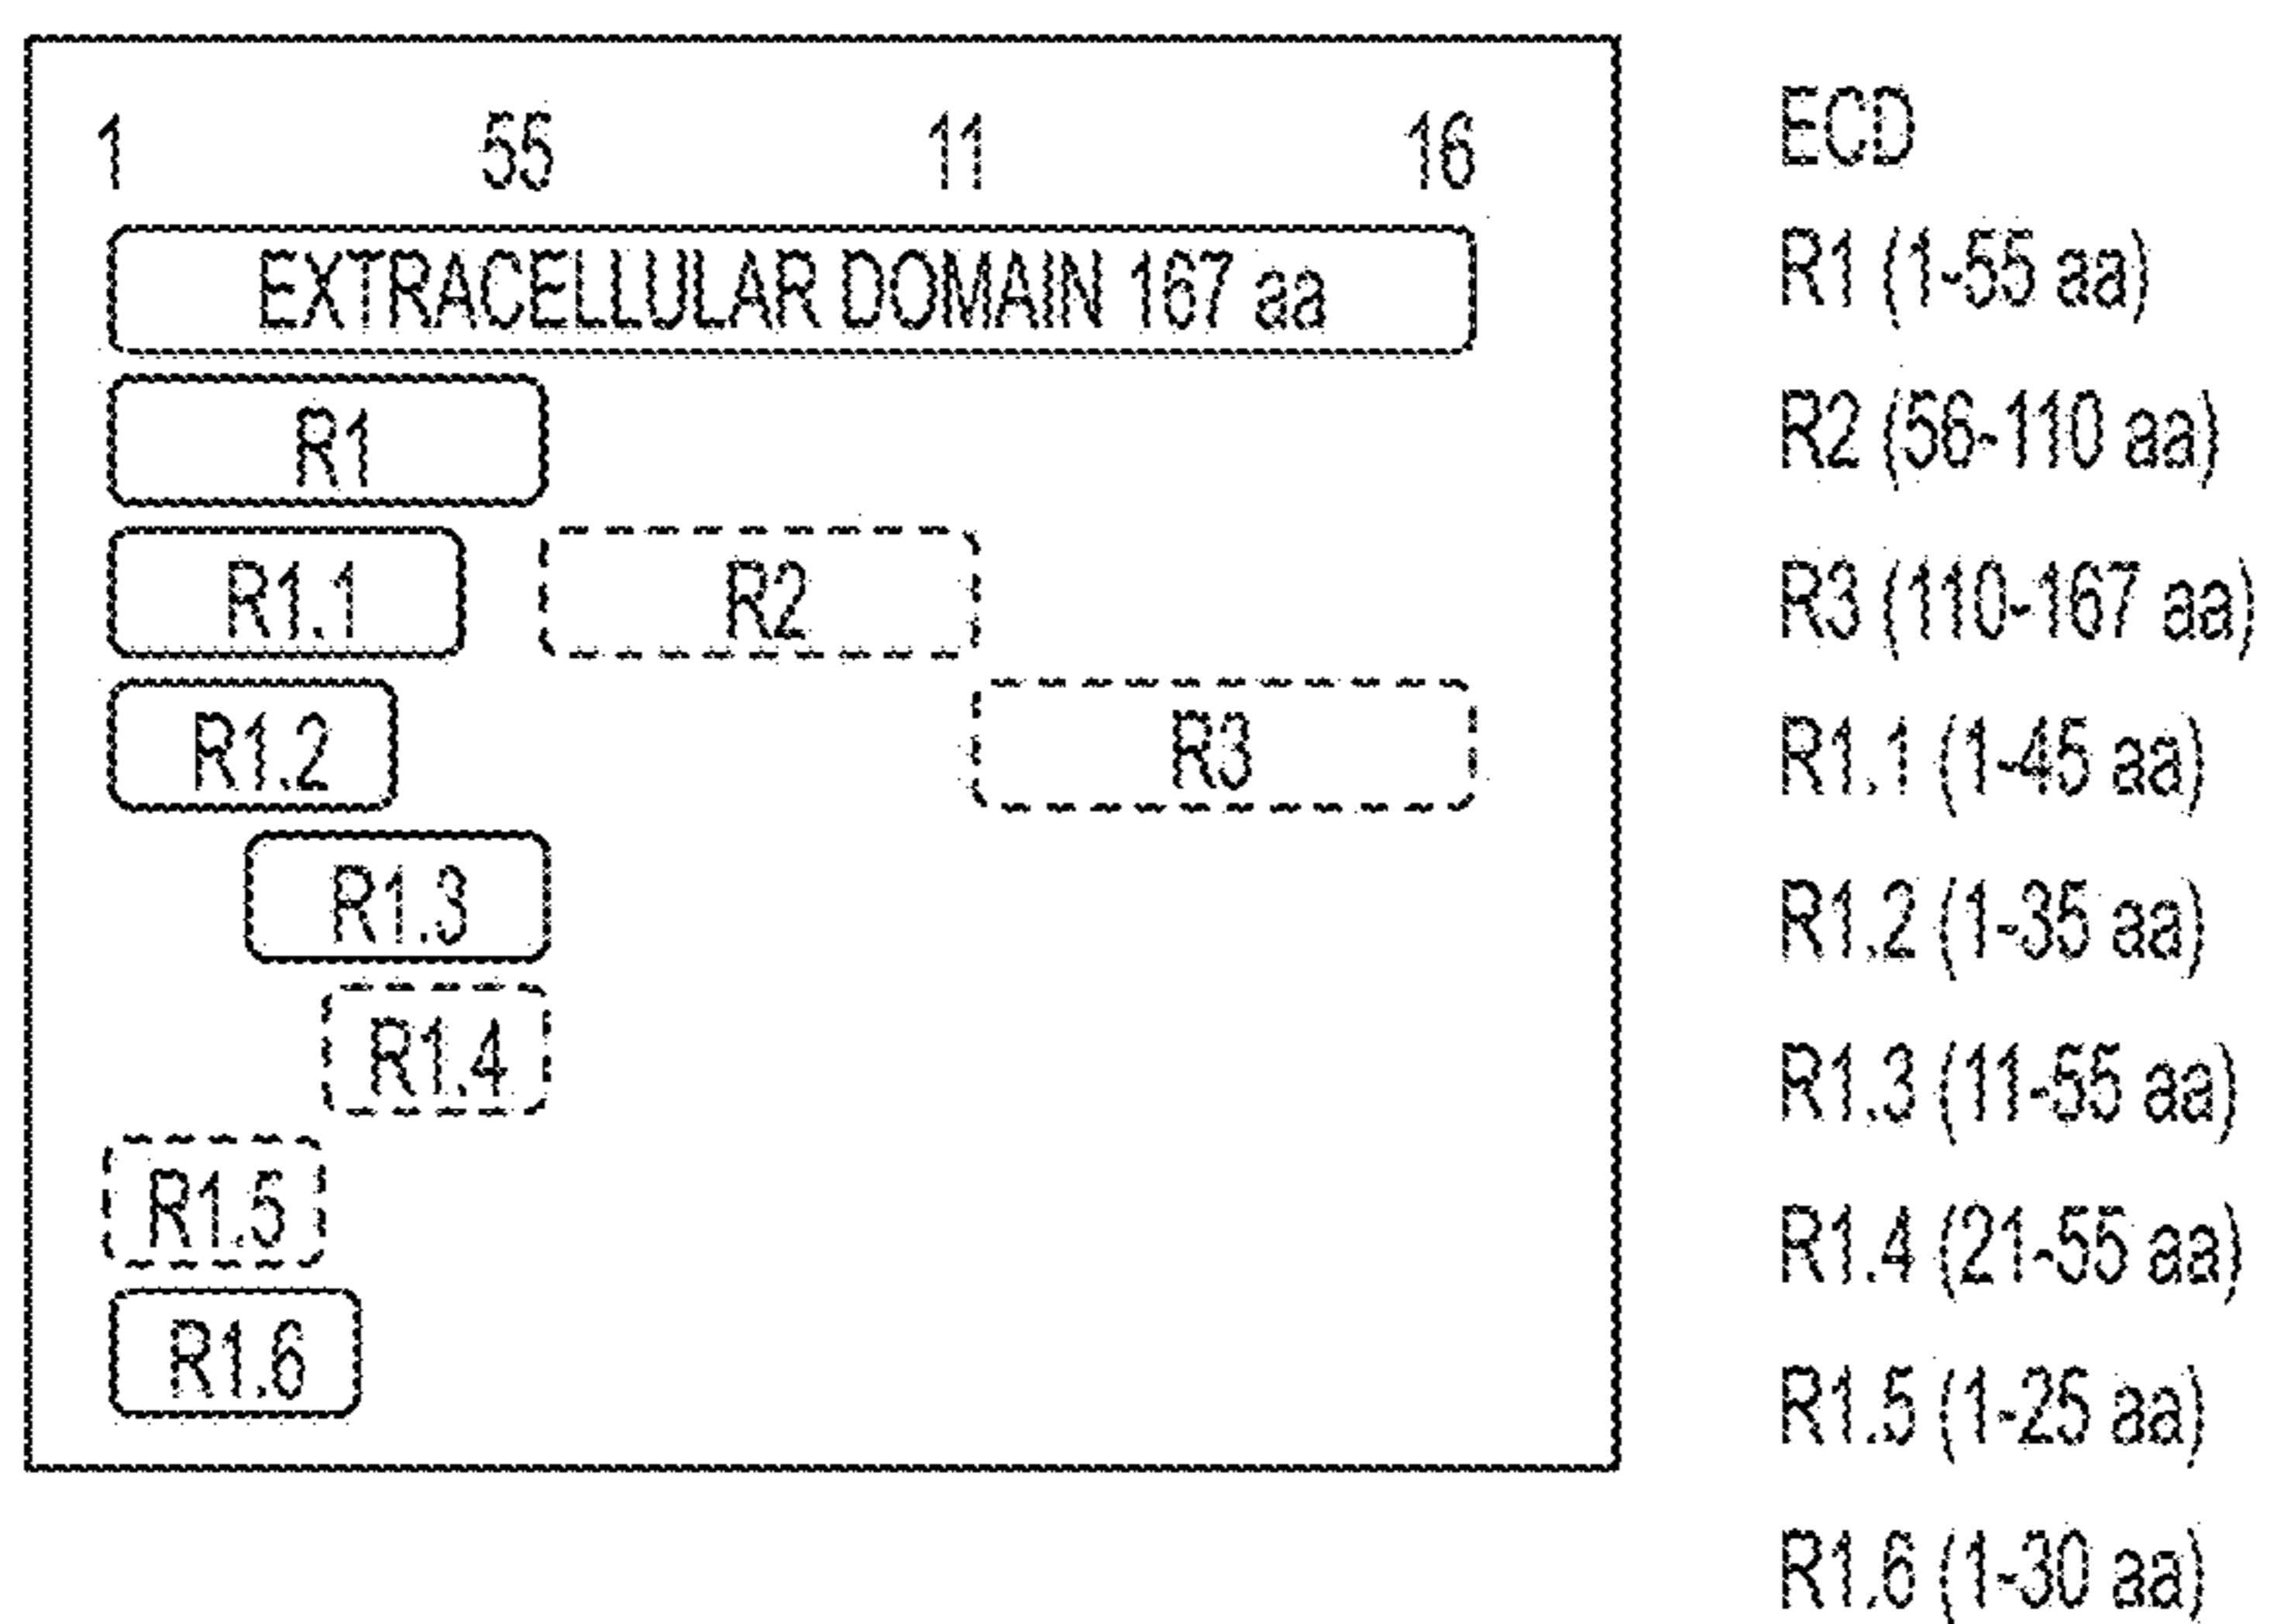 1 55 11 16
EXTRACELLULAR DOMAIN 167 aa
R1
R1.1 R2
R1.2 R3
R1.3
R1.4
R1.5
R1.6
ECD
R1 (1-55 aa)
R2 (56-110 aa)
R3 (110-167 aa)
R1.1 (1-45 aa)
R1.2 (1-35 aa)
R1.3 (11-55 aa)
R1.4 (21-55 aa)
R1.5 (1-25 aa)
R1.6 (1-30 aa)